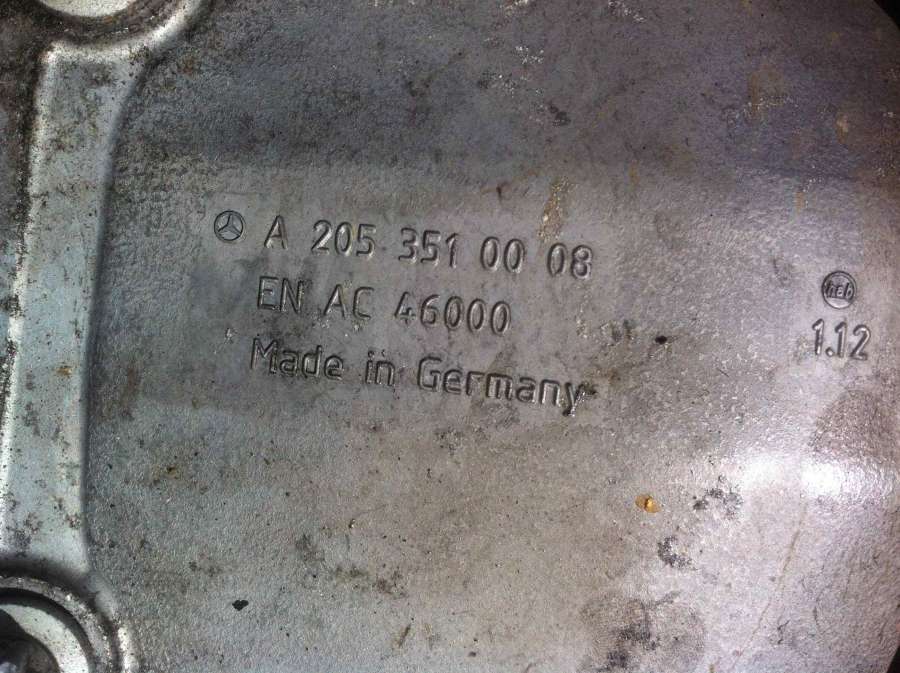 A 205 351 00 08
EN AC 46000
Made in Germany
1.12